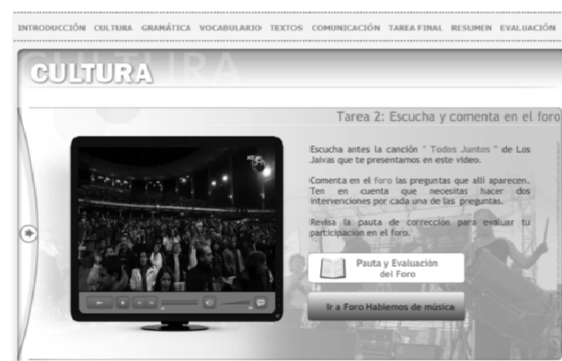 INTRODUCCIÓN CULTURA GRAMÁTICA VOCABULARIO TEXTOS COMUNICACIÓN TAREA FINAL RESUMEN EVALUACIÓN
CULTURA
Tarea 2: Escucha y comenta en el foro
Escucha antes la canción " Todos Juntos " de Los
Jaivas que te presentamos en este video.
Comenta en el foro las preguntas que allí aparecen.
Ten en cuenta que necesitas hacer dos
intervenciones por cada una de las preguntas.
Revisa la pauta de corrección para evaluar tu
participación en el foro.
Pauta y Evaluación
del Foro
Ir a Foro Hablemos de música